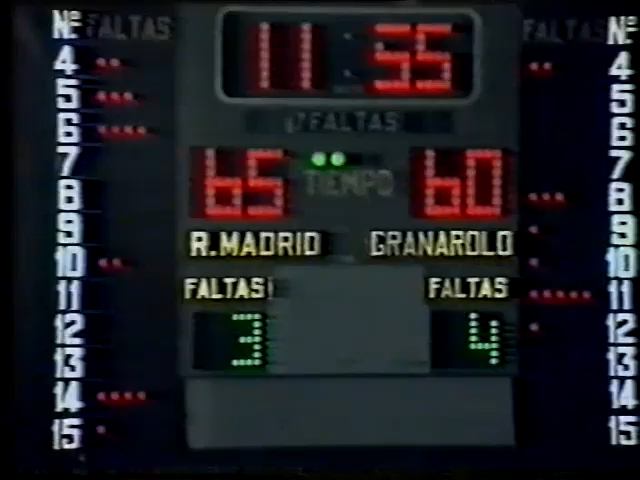 Nº FALTAS FALTAS Nº
11:55
4 4
5 5
7 FALTAS
6 6
7 65 TIEMPO 60 7
8 8
9 R.MADRID GRANAROLO 9
10 10
11 FALTAS FALTAS 11
12 3 4 12
13 13
14 14
15 15